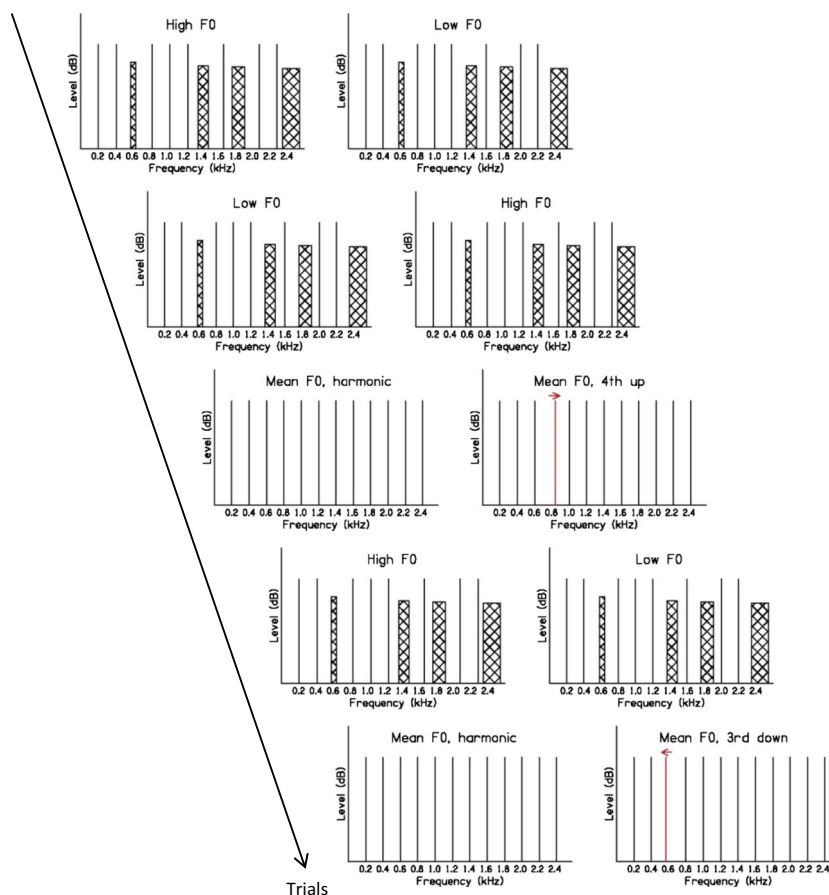 High F0
Low F0
Level (dB)
Level (dB)
0.2 0.4 0.6 0.8 1.0 1.2 1.4 1.6 1.8 2.0 2.2 2.4
0.2 0.4 0.6 0.8 1.0 1.2 1.4 1.6 1.8 2.0 2.2 2.4
Frequency (kHz)
Frequency (kHz)
Low F0
High F0
Level (dB)
Level (dB)
0.2 0.4 0.6 0.8 1.0 1.2 1.4 1.6 1.8 2.0 2.2 2.4
0.2 0.4 0.6 0.8 1.0 1.2 1.4 1.6 1.8 2.0 2.2 2.4
Frequency (kHz)
Frequency (kHz)
Mean F0, harmonic
Mean F0, 4th up
Level (dB)
Level (dB)
0.2 0.4 0.6 0.8 1.0 1.2 1.4 1.6 1.8 2.0 2.2 2.4
0.2 0.4 0.6 0.8 1.0 1.2 1.4 1.6 1.8 2.0 2.2 2.4
Frequency (kHz)
Frequency (kHz)
High F0
Low F0
Level (dB)
Level (dB)
0.2 0.4 0.6 0.8 1.0 1.2 1.4 1.6 1.8 2.0 2.2 2.4
0.2 0.4 0.6 0.8 1.0 1.2 1.4 1.6 1.8 2.0 2.2 2.4
Frequency (kHz)
Frequency (kHz)
Mean F0, harmonic
Mean F0, 3rd down
Level (dB)
Level (dB)
0.2 0.4 0.6 0.8 1.0 1.2 1.4 1.6 1.8 2.0 2.2 2.4
0.2 0.4 0.6 0.8 1.0 1.2 1.4 1.6 1.8 2.0 2.2 2.4
Frequency (kHz)
Frequency (kHz)
Trials